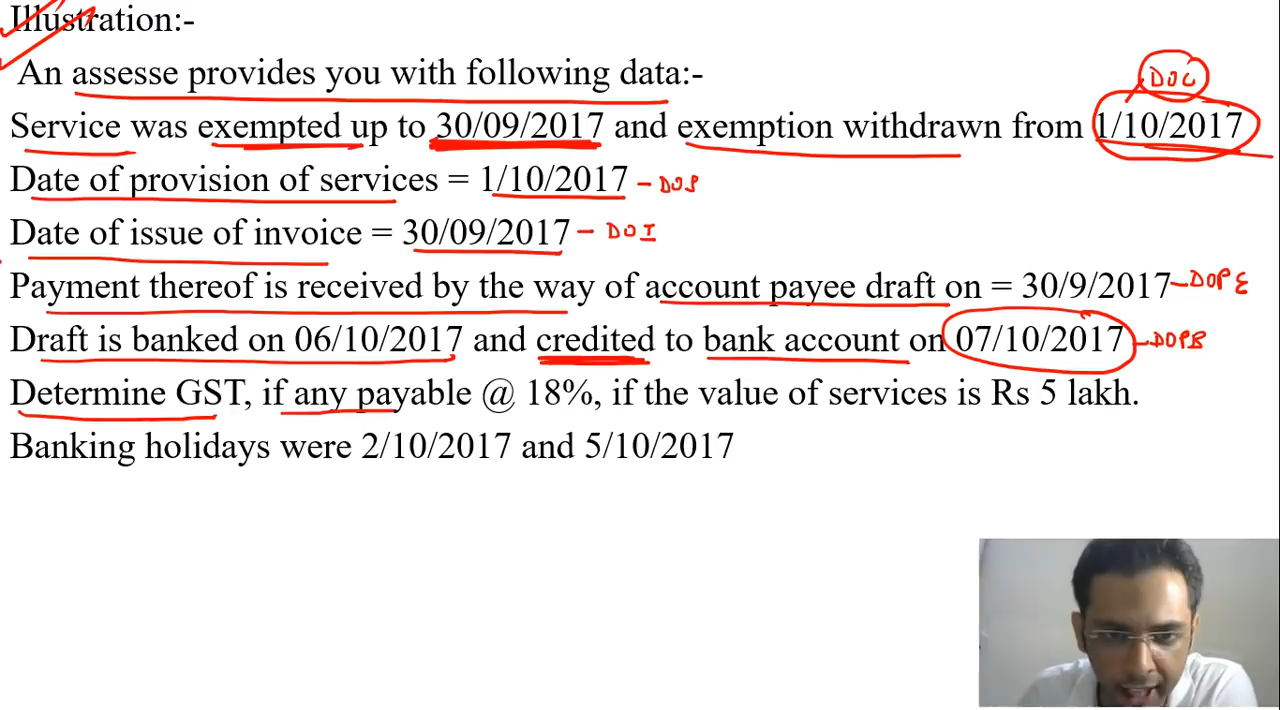 Illustration:-
An assesse provides you with following data:-
DOC
Service was exempted up to 30/09/2017 and exemption withdrawn from 1/10/2017
Date of provision of services = 1/10/2017 - DOS
Date of issue of invoice = 30/09/2017 - DOI
Payment thereof is received by the way of account payee draft on = 30/9/2017 - DOPE
Draft is banked on 06/10/2017 and credited to bank account on 07/10/2017 - DOPB
Determine GST, if any payable @ 18%, if the value of services is Rs 5 lakh.
Banking holidays were 2/10/2017 and 5/10/2017